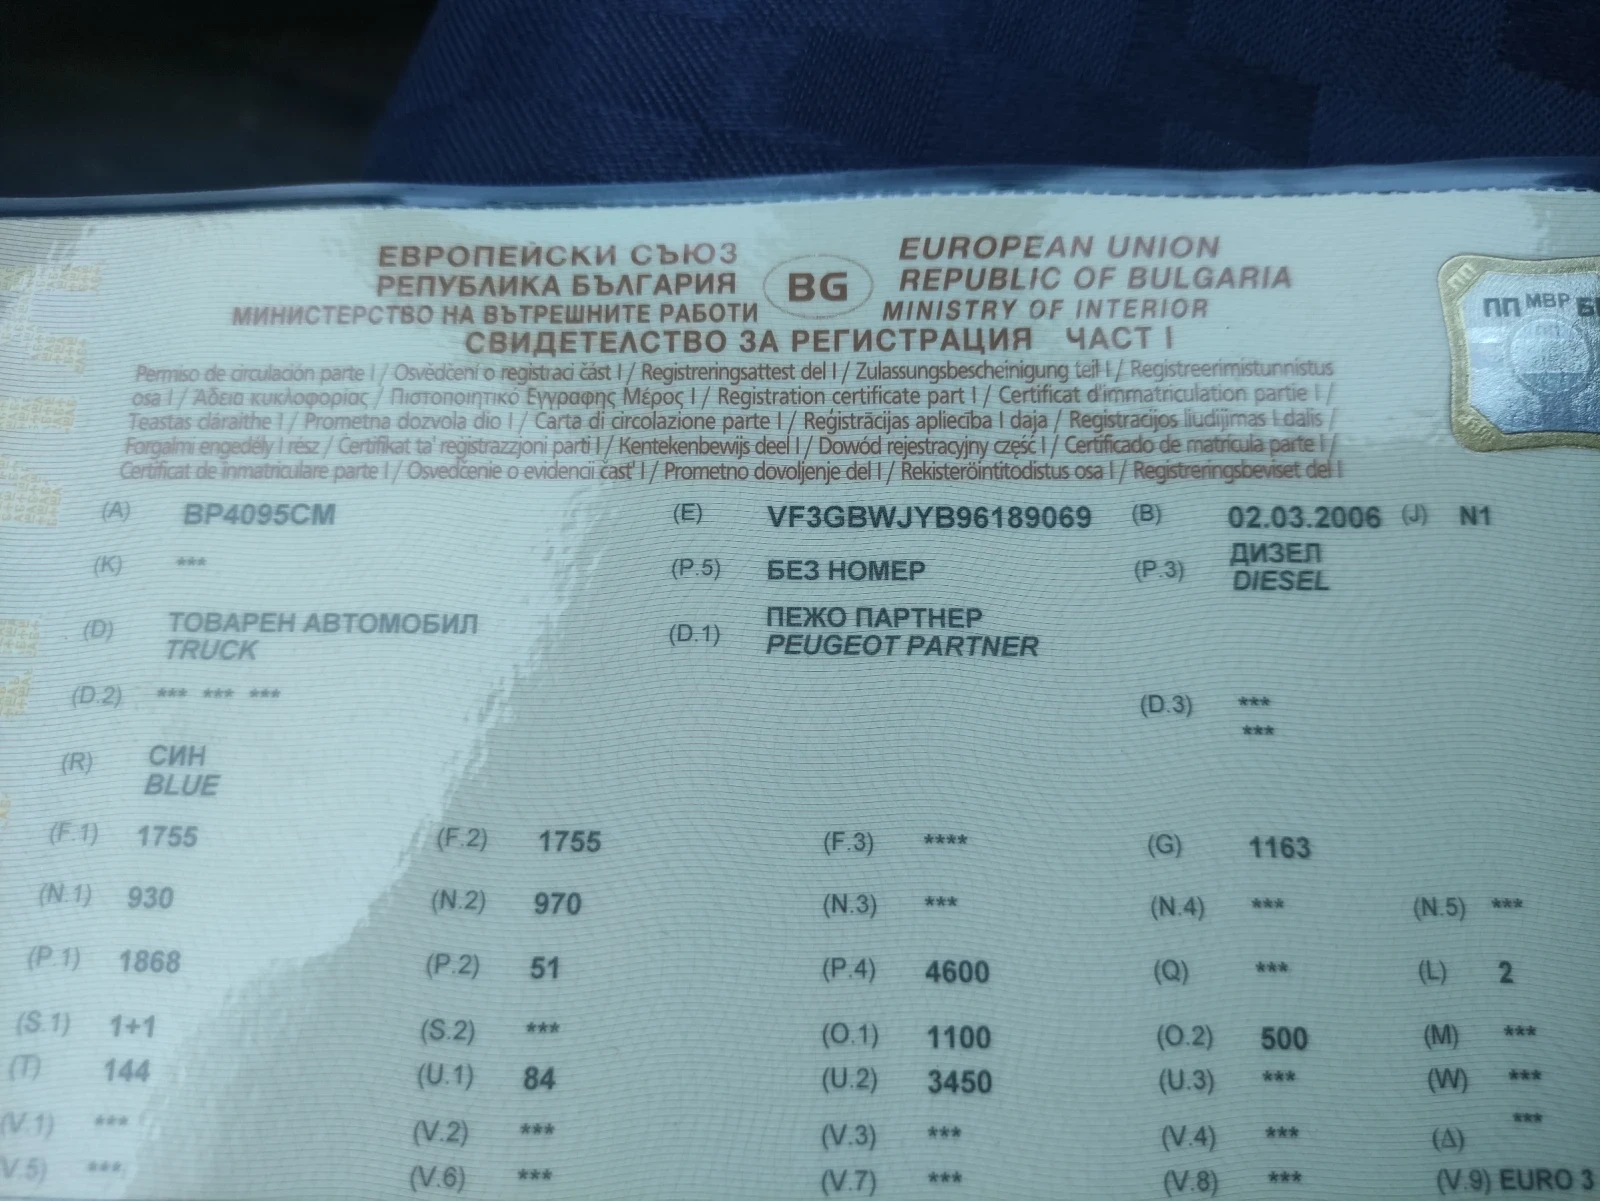 ЕВРОПЕЙСКИ СЪЮЗ
РЕПУБЛИКА БЪЛГАРИЯ
МИНИСТЕРСТВО НА ВЪТРЕШНИТЕ РАБОТИ
BG
EUROPEAN UNION
REPUBLIC OF BULGARIA
MINISTRY OF INTERIOR
СВИДЕТЕЛСТВО ЗА РЕГИСТРАЦИЯ ЧАСТ I
ПП МВР
Permiso de circulación parte I / Osvědčení o registraci část I / Registreringsattest del I / Zulassungsbescheinigung teil I / Registreerimistunnistus
osa I / Άδεια κυκλοφορίας / Πιστοποιητικό Εγγραφής Μέρος I / Registration certificate part I / Certificat d'immatriculation partie I /
Teastas cláraithe I / Prometna dozvola dio I / Carta di circolazione parte I / Reģistrācijas apliecība I daļa / Registracijos liudijimas I dalis /
Forgalmi engedély I rész / Ċertifikat ta' reġistrazzjoni parti I / Kentekenbewijs deel I / Dowód rejestracyjny część I / Certificado de matrícula parte I /
Certificat de înmatriculare parte I / Osvedčenie o evidencii časť I / Prometno dovoljenje del I / Rekisteröintitodistus osa I / Registreringsbeviset del I
(A) BP4095CM (E) VF3GBWJYB96189069 (B) 02.03.2006 (J) N1
(K) *** (P.5) БЕЗ НОМЕР (P.3) ДИЗЕЛ
DIESEL
(D) ТОВАРЕН АВТОМОБИЛ (D.1) ПЕЖО ПАРТНЕР
TRUCK PEUGEOT PARTNER
(D.2) *** *** *** (D.3) ***
***
(R) СИН
BLUE
(F.1) 1755 (F.2) 1755 (F.3) **** (G) 1163
(N.1) 930 (N.2) 970 (N.3) *** (N.4) *** (N.5) ***
(P.1) 1868 (P.2) 51 (P.4) 4600 (Q) *** (L) 2
(S.1) 1+1 (S.2) *** (O.1) 1100 (O.2) 500 (M) ***
(T) 144 (U.1) 84 (U.2) 3450 (U.3) *** (W) ***
(V.1) *** (V.2) *** (V.3) *** (V.4) *** (Δ) ***
(V.5) *** (V.6) *** (V.7) *** (V.8) *** (V.9) EURO 3